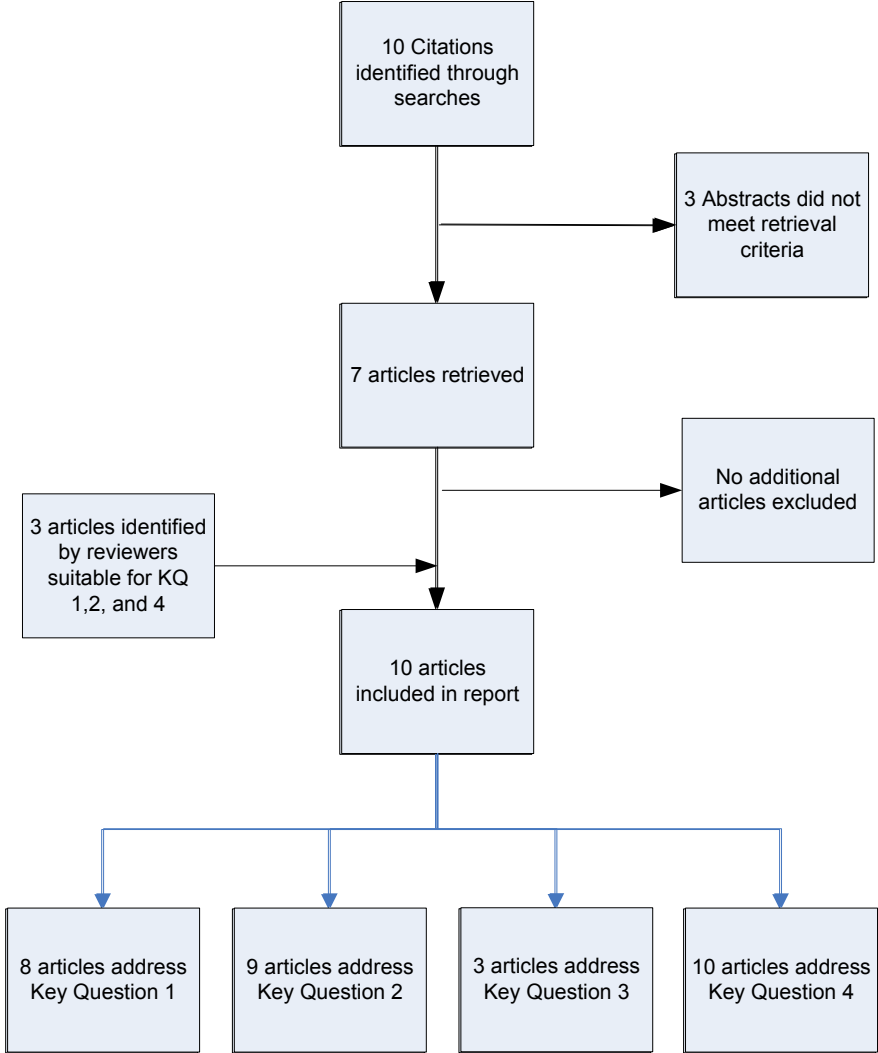 10 Citations
identified through
searches
3 Abstracts did not
meet retrieval
criteria
7 articles retrieved
No additional
articles excluded
3 articles identified
by reviewers
suitable for KQ
1,2, and 4
10 articles
included in report
8 articles address
Key Question 1
9 articles address
Key Question 2
3 articles address
Key Question 3
10 articles address
Key Question 4